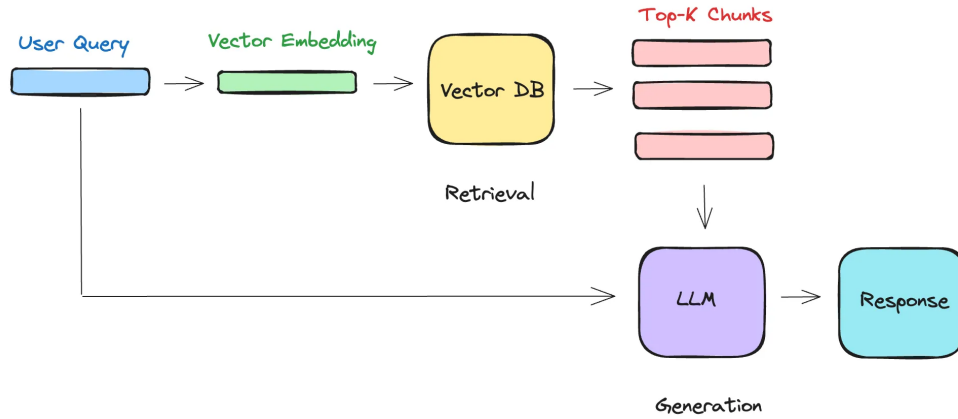 User Query
Vector Embedding
Vector DB
Top-K Chunks
Retrieval
LLM
Response
Generation